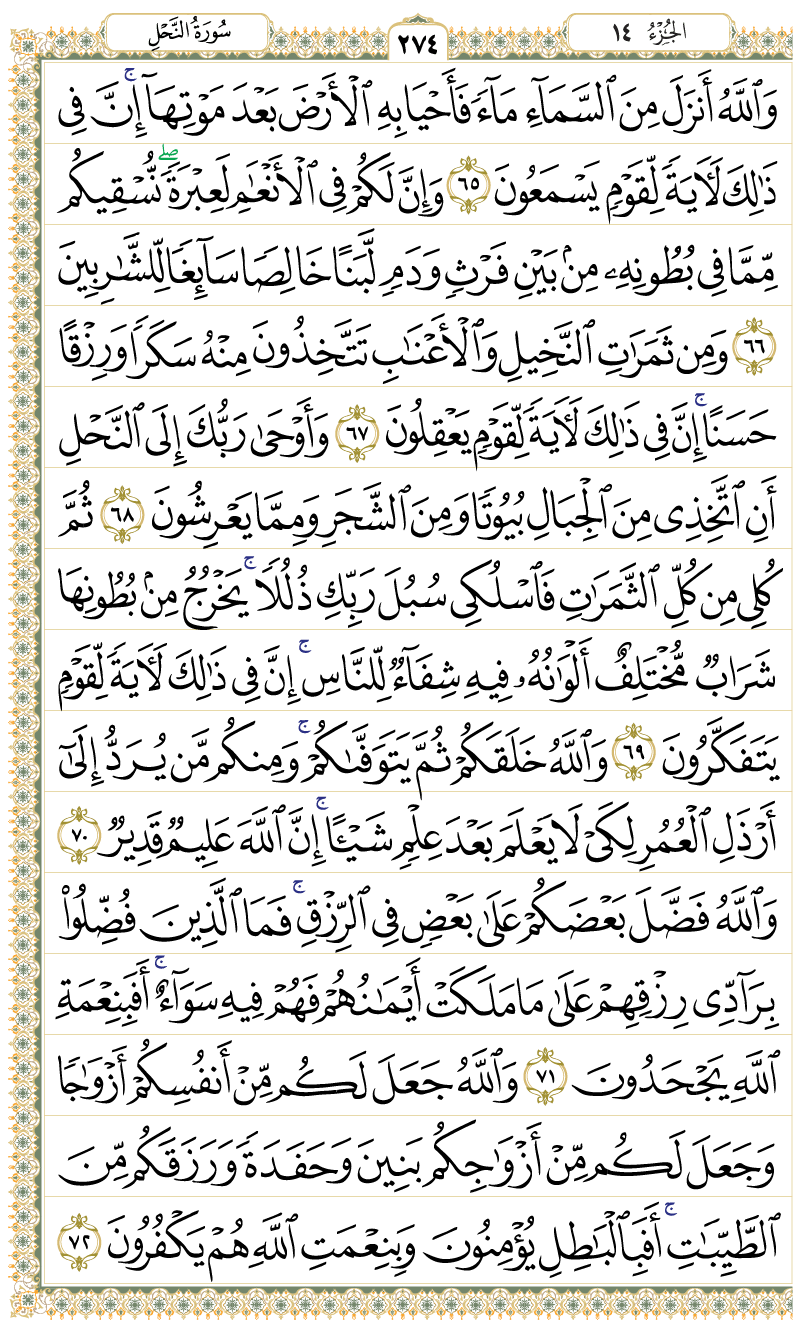 الجُزْءُ ١٤
٢٧٤
سُورَةُ النَّحْلِ
وَٱللَّهُ أَنزَلَ مِنَ ٱلسَّمَآءِ مَآءً فَأَحْيَا بِهِ ٱلْأَرْضَ بَعْدَ مَوْتِهَآ ۚ إِنَّ فِى
ذَٰلِكَ لَـَٔايَةً لِّقَوْمٍ يَسْمَعُونَ ٦٥ وَإِنَّ لَكُمْ فِى ٱلْأَنْعَـٰمِ لَعِبْرَةً ۖ نُّسْقِيكُم
مِّمَّا فِى بُطُونِهِۦ مِنۢ بَيْنِ فَرْثٍ وَدَمٍ لَّبَنًا خَالِصًا سَآئِغًا لِّلشَّـٰرِبِينَ
٦٦ وَمِن ثَمَرَٰتِ ٱلنَّخِيلِ وَٱلْأَعْنَـٰبِ تَتَّخِذُونَ مِنْهُ سَكَرًا وَرِزْقًا
حَسَنًا ۚ إِنَّ فِى ذَٰلِكَ لَـَٔايَةً لِّقَوْمٍ يَعْقِلُونَ ٦٧ وَأَوْحَىٰ رَبُّكَ إِلَى ٱلنَّحْلِ
أَنِ ٱتَّخِذِى مِنَ ٱلْجِبَالِ بُيُوتًا وَمِنَ ٱلشَّجَرِ وَمِمَّا يَعْرِشُونَ ٦٨ ثُمَّ
كُلِى مِن كُلِّ ٱلثَّمَرَٰتِ فَٱسْلُكِى سُبُلَ رَبِّكِ ذُلُلًا ۚ يَخْرُجُ مِنۢ بُطُونِهَا
شَرَابٌ مُّخْتَلِفٌ أَلْوَٰنُهُۥ فِيهِ شِفَآءٌ لِّلنَّاسِ ۗ إِنَّ فِى ذَٰلِكَ لَـَٔايَةً لِّقَوْمٍ
يَتَفَكَّرُونَ ٦٩ وَٱللَّهُ خَلَقَكُمْ ثُمَّ يَتَوَفَّىٰكُمْ ۚ وَمِنكُم مَّن يُرَدُّ إِلَىٰٓ
أَرْذَلِ ٱلْعُمُرِ لِكَىْ لَا يَعْلَمَ بَعْدَ عِلْمٍ شَيْـًٔا ۚ إِنَّ ٱللَّهَ عَلِيمٌ قَدِيرٌ ٧٠
وَٱللَّهُ فَضَّلَ بَعْضَكُمْ عَلَىٰ بَعْضٍ فِى ٱلرِّزْقِ ۚ فَمَا ٱلَّذِينَ فُضِّلُوا۟
بِرَآدِّى رِزْقِهِمْ عَلَىٰ مَا مَلَكَتْ أَيْمَـٰنُهُمْ فَهُمْ فِيهِ سَوَآءٌ ۚ أَفَبِنِعْمَةِ
ٱللَّهِ يَجْحَدُونَ ٧١ وَٱللَّهُ جَعَلَ لَكُم مِّنْ أَنفُسِكُمْ أَزْوَٰجًا
وَجَعَلَ لَكُم مِّنْ أَزْوَٰجِكُم بَنِينَ وَحَفَدَةً وَرَزَقَكُم مِّنَ
ٱلطَّيِّبَـٰتِ ۚ أَفَبِٱلْبَـٰطِلِ يُؤْمِنُونَ وَبِنِعْمَتِ ٱللَّهِ هُمْ يَكْفُرُونَ ٧٢